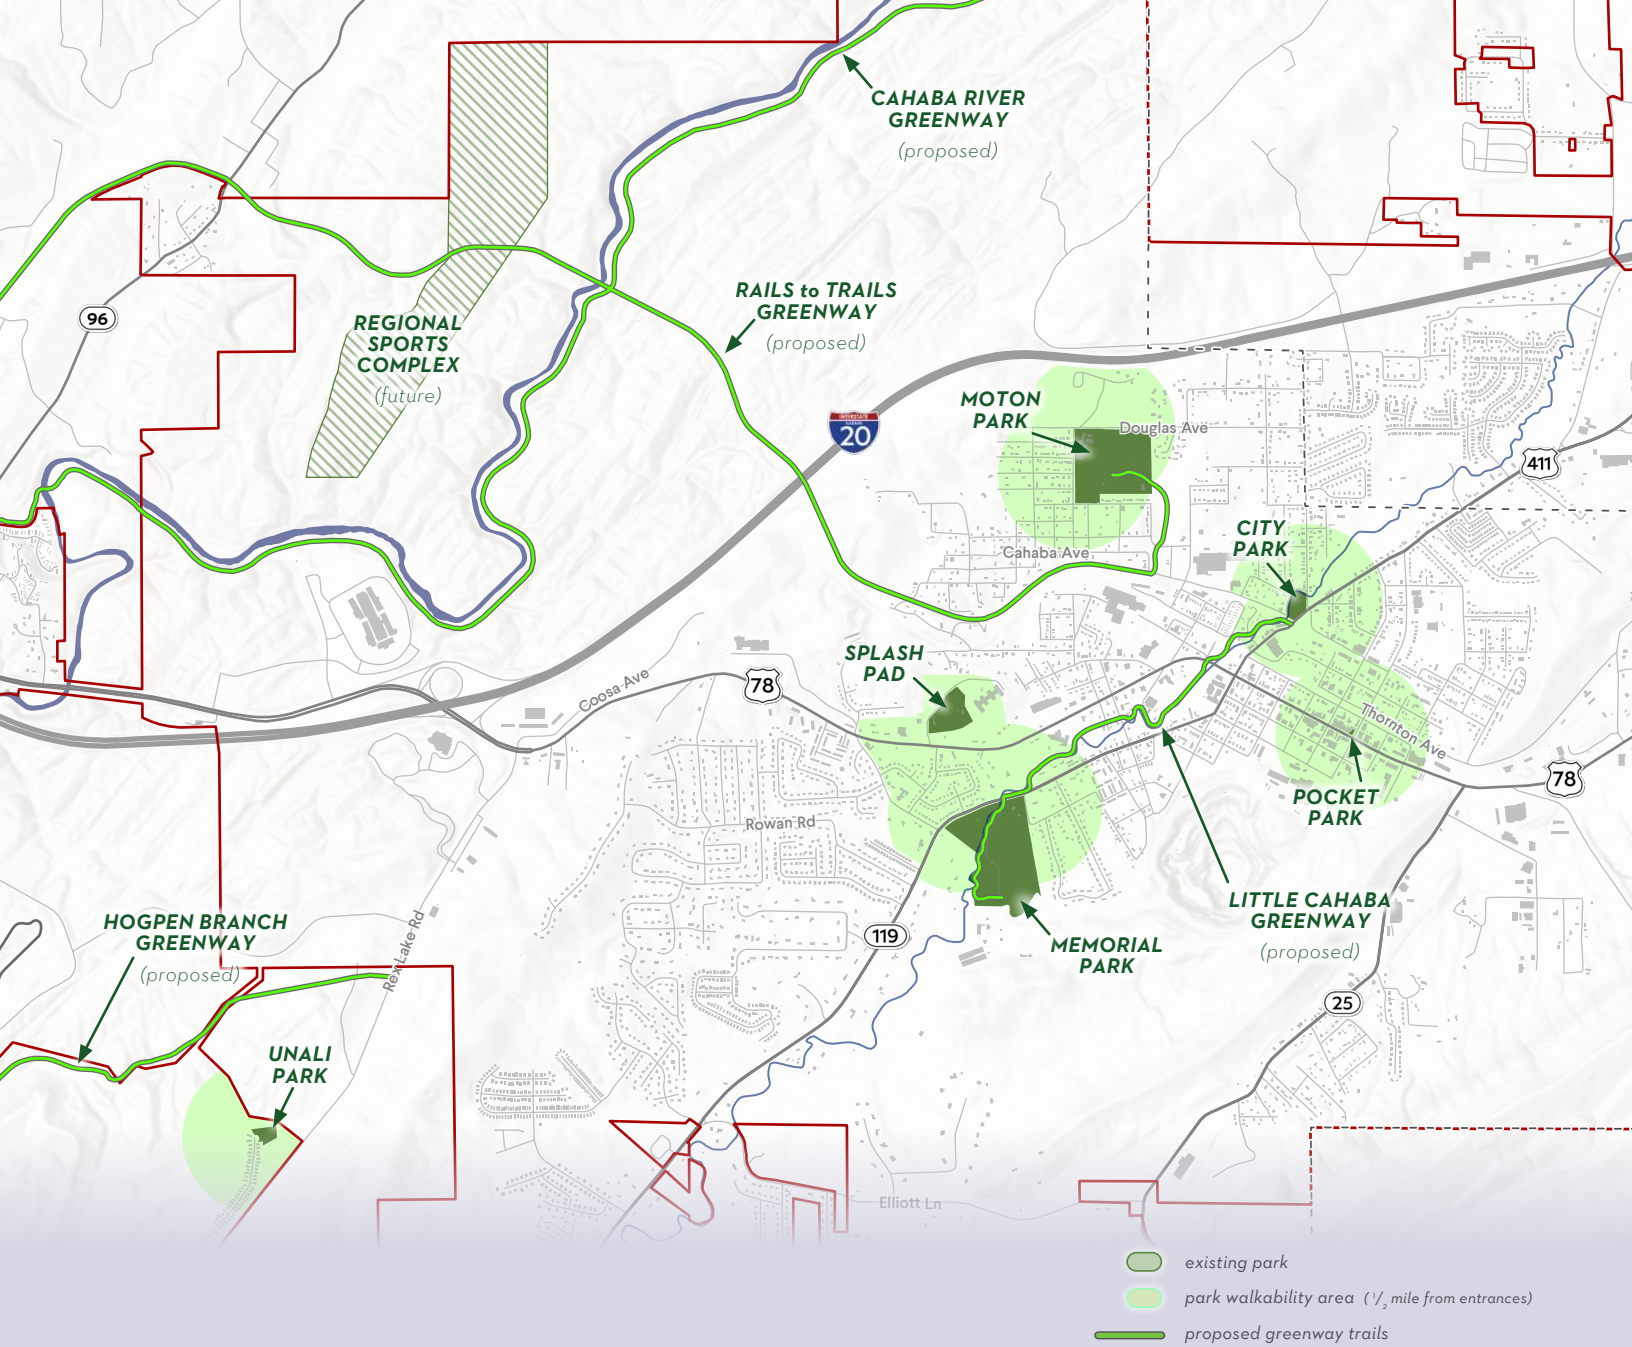 CAHABA RIVER
GREENWAY
(proposed)
RAILS to TRAILS
GREENWAY
(proposed)
96
REGIONAL
SPORTS
COMPLEX
(future)
INTERSTATE
20
MOTON
PARK
Douglas Ave
411
CITY
PARK
Cahaba Ave
SPLASH
PAD
78
Coosa Ave
Thornton Ave
78
POCKET
PARK
Rowan Rd
LITTLE CAHABA
GREENWAY
(proposed)
HOGPEN BRANCH
GREENWAY
(proposed)
Rex Lake Rd
119
MEMORIAL
PARK
25
UNALI
PARK
Elliott Ln
existing park
park walkability area (1/2 mile from entrances)
proposed greenway trails